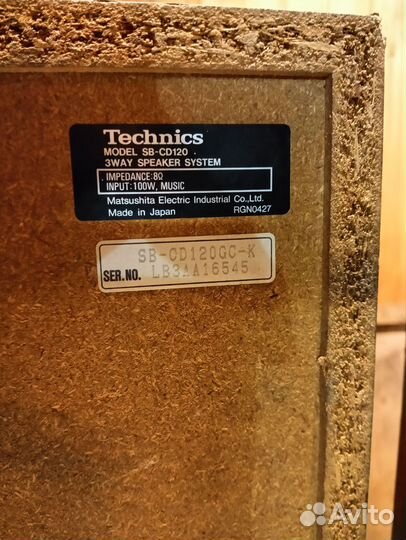 Technics
MODEL SB-CD120
3WAY SPEAKER SYSTEM
IMPEDANCE:8Ω
INPUT:100W, MUSIC
Matsushita Electric Industrial Co.,Ltd.
Made in Japan RGN0427
SB-CD120GC-K
SER.NO. LB3AA16545
Avito